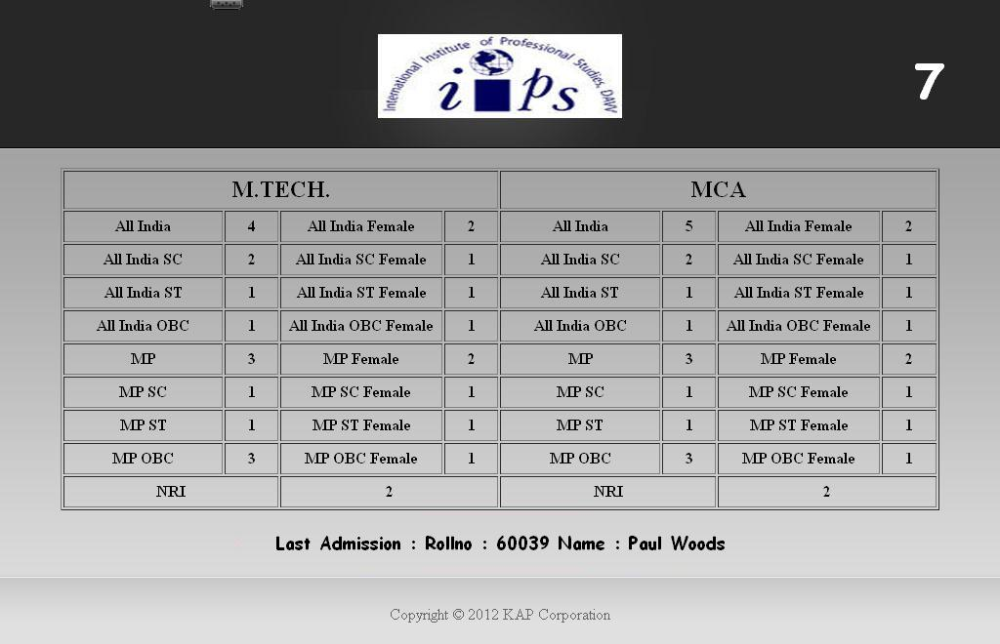 International Institute of Professional Studies, DAVV
ips
7
M.TECH. MCA
All India 4 All India Female 2 All India 5 All India Female 2
All India SC 2 All India SC Female 1 All India SC 2 All India SC Female 1
All India ST 1 All India ST Female 1 All India ST 1 All India ST Female 1
All India OBC 1 All India OBC Female 1 All India OBC 1 All India OBC Female 1
MP 3 MP Female 2 MP 3 MP Female 2
MP SC 1 MP SC Female 1 MP SC 1 MP SC Female 1
MP ST 1 MP ST Female 1 MP ST 1 MP ST Female 1
MP OBC 3 MP OBC Female 1 MP OBC 3 MP OBC Female 1
NRI 2 NRI 2
Last Admission : Rollno : 60039 Name : Paul Woods
Copyright © 2012 KAP Corporation